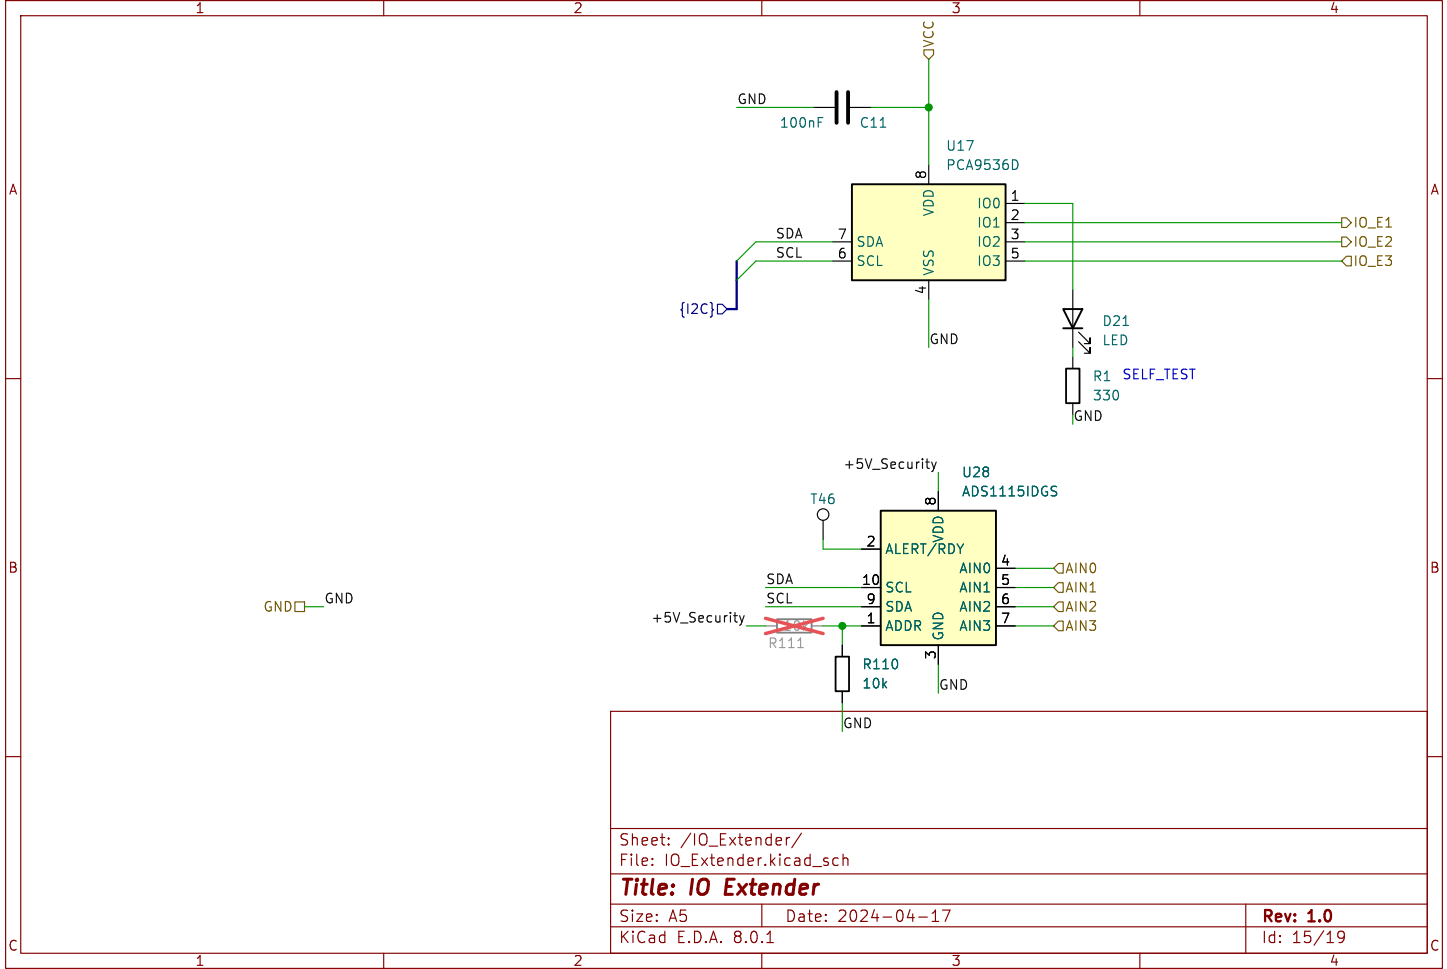 1 2 3 4
VCC
GND
100nF C11
U17
PCA9536D
A A
8
VDD
IO0 1
IO1 2
IO2 3
IO3 5
IO_E1
IO_E2
IO_E3
SDA 7 SDA
SCL 6 SCL
VSS
4
{I2C}
GND
D21
LED
R1 SELF_TEST
330
GND
+5V_Security
U28
ADS1115IDGS
T46
8
VDD
2 ALERT/RDY
B B
AIN0 4 AIN0
SDA 10 SCL AIN1 5 AIN1
SCL 9 SDA AIN2 6 AIN2
+5V_Security 1 ADDR AIN3 7 AIN3
GND
GND GND
R111
3
R110
10k
GND
GND
Sheet: /IO_Extender/
File: IO_Extender.kicad_sch
Title: IO Extender
Size: A5 Date: 2024-04-17 Rev: 1.0
KiCad E.D.A. 8.0.1 Id: 15/19
C C
1 2 3 4